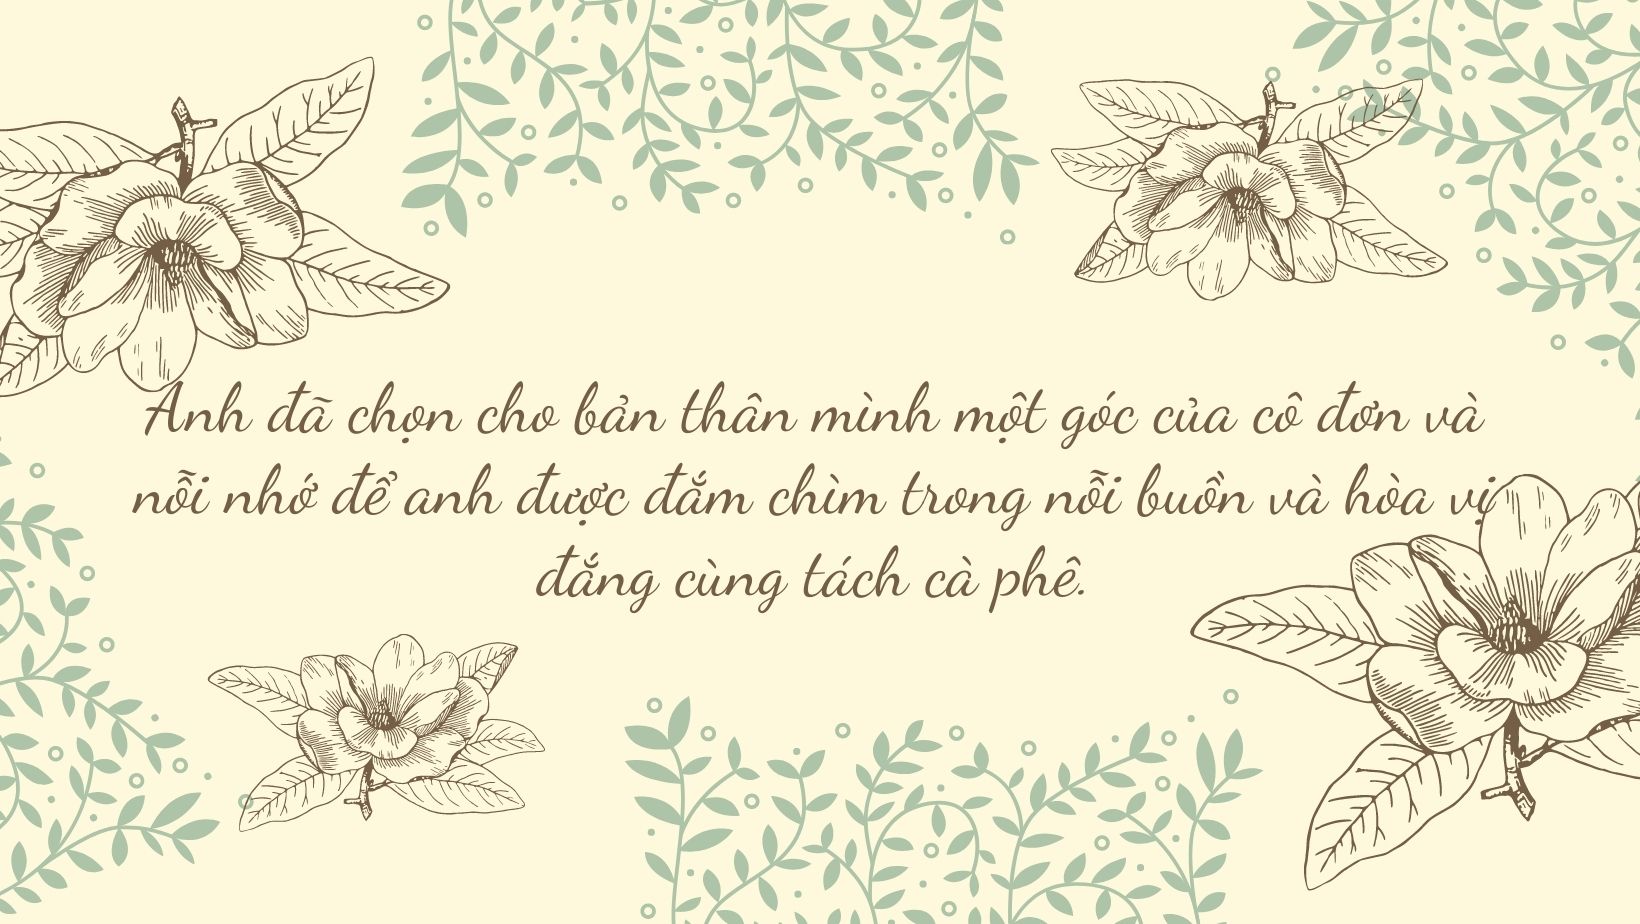 Anh đã chọn cho bản thân mình một góc của cô đơn và
nỗi nhớ để anh được đắm chìm trong nỗi buồn và hòa vị
đắng cùng tách cà phê.